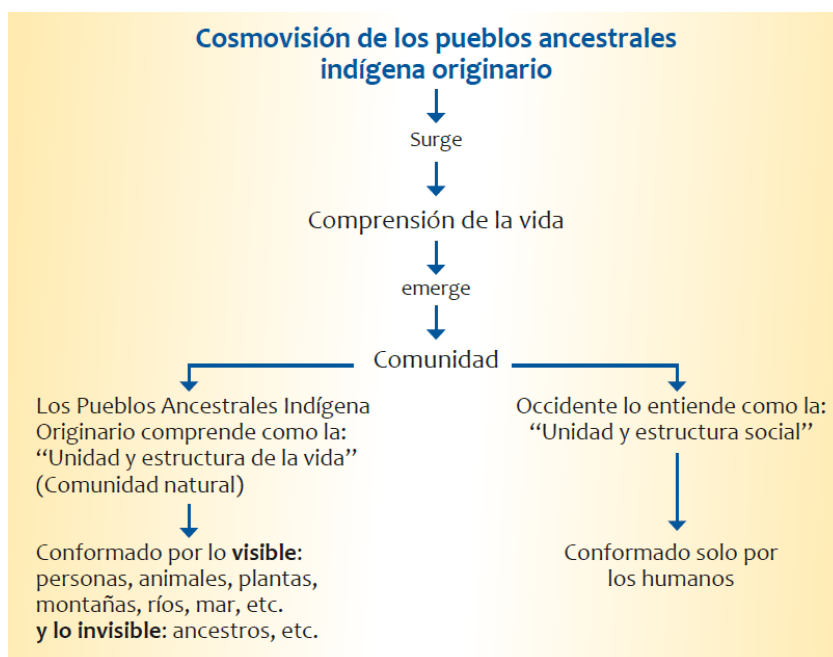 Cosmovisión de los pueblos ancestrales
indígena originario
Surge
Comprensión de la vida
emerge
Comunidad
Los Pueblos Ancestrales Indígena
Originario comprende como la:
“Unidad y estructura de la vida”
(Comunidad natural)
Conformado por lo visible:
personas, animales, plantas,
montañas, ríos, mar, etc.
y lo invisible: ancestros, etc.
Occidente lo entiende como la:
“Unidad y estructura social”
Conformado solo por
los humanos